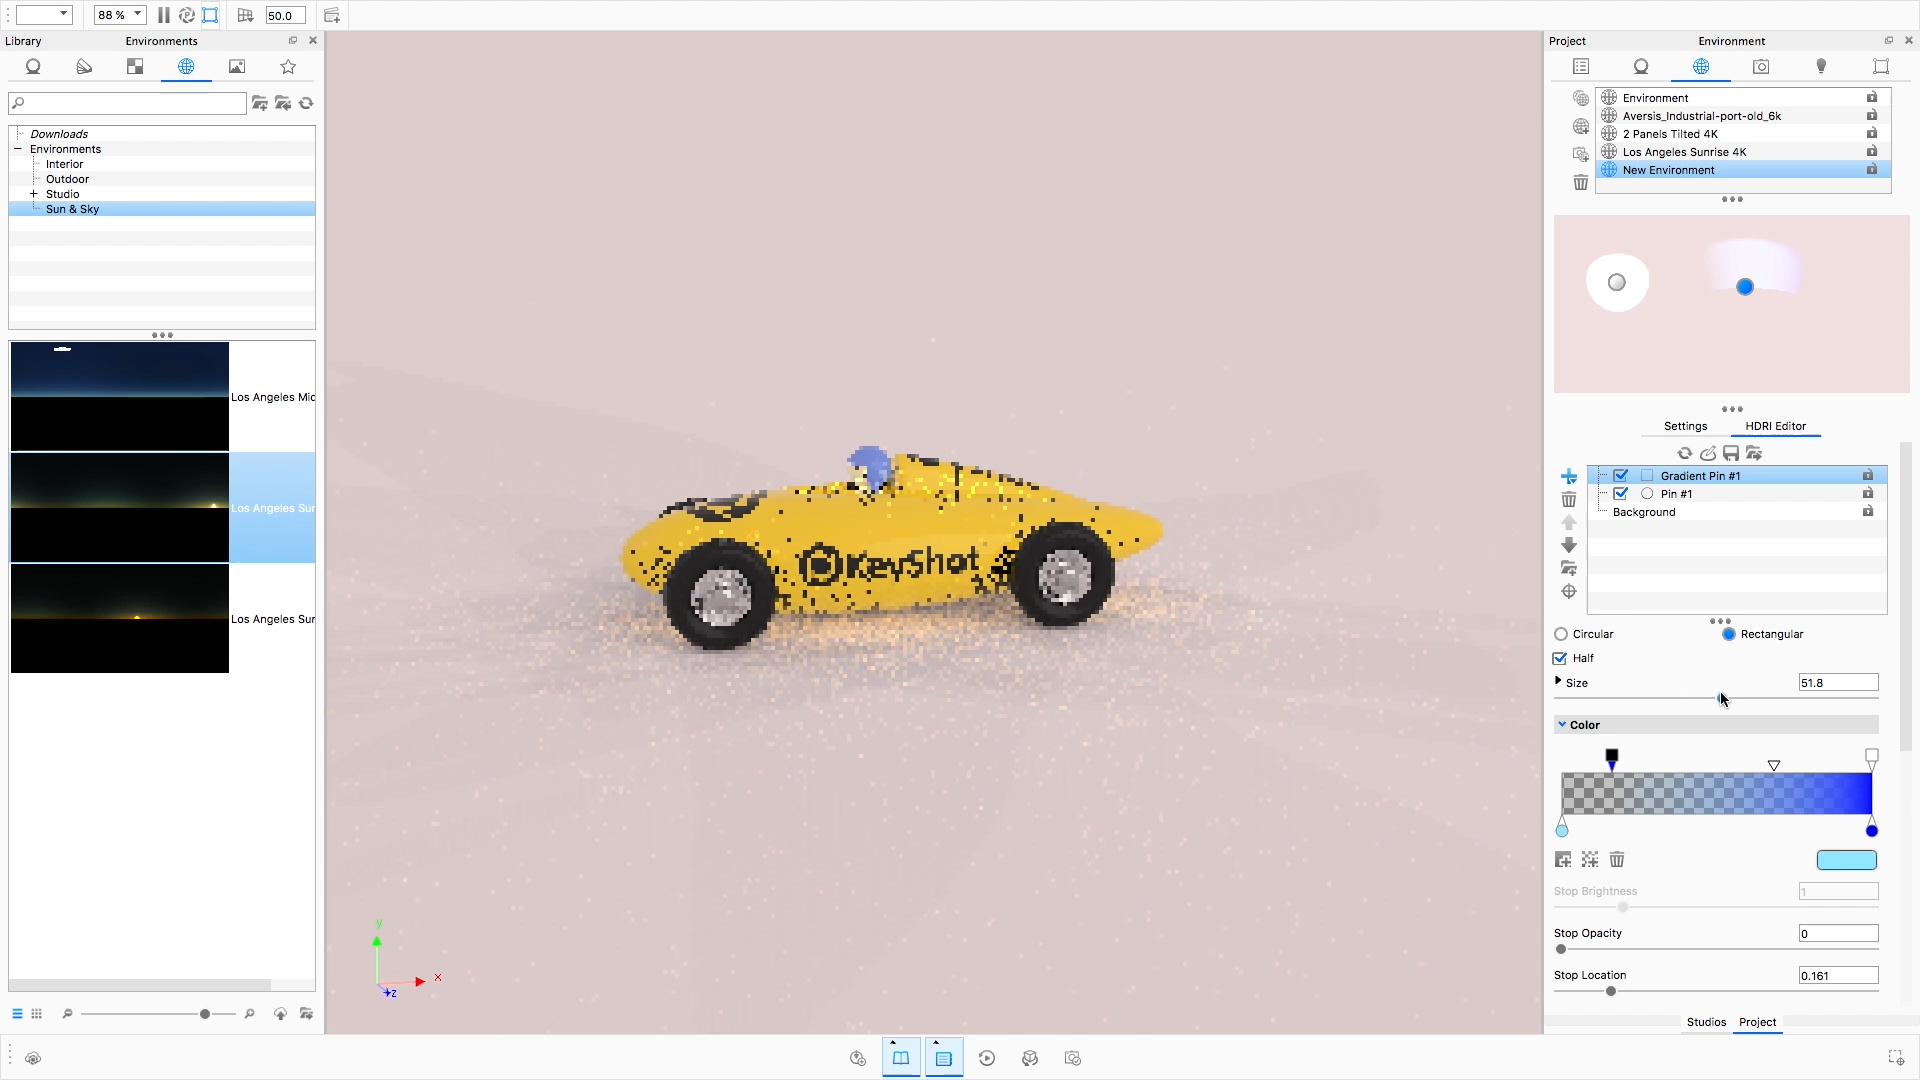 88 %
50.0
Library
Environments
Downloads
Environments
Interior
Outdoor
Studio
Sun & Sky
Los Angeles Mid
Los Angeles Sun
Los Angeles Sun
KeyShot
y
x
z
Project
Environment
Environment
Aversis_Industrial-port-old_6k
2 Panels Tilted 4K
Los Angeles Sunrise 4K
New Environment
Settings
HDRI Editor
Gradient Pin #1
Pin #1
Background
Circular
Rectangular
Half
Size
51.8
Color
Stop Brightness
1
Stop Opacity
0
Stop Location
0.161
Studios
Project